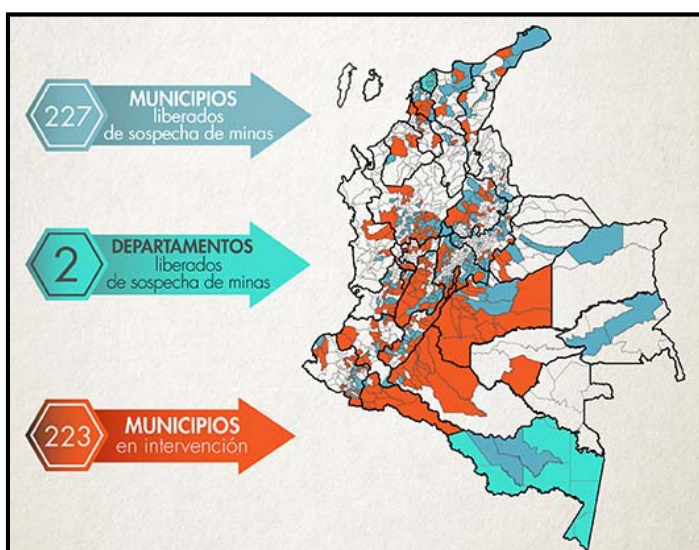 227
MUNICIPIOS
liberados
de sospecha de minas
2
DEPARTAMENTOS
liberados
de sospecha de minas
223
MUNICIPIOS
en intervención